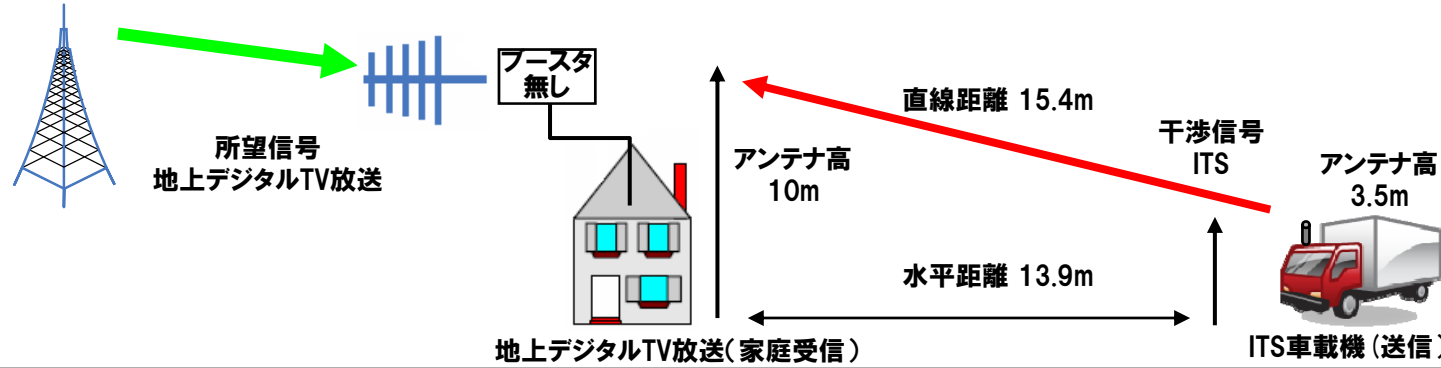 ブースタ
無し
所望信号
地上デジタルTV放送
直線距離 15.4m
干渉信号
ITS
アンテナ高
10m
アンテナ高
3.5m
水平距離 13.9m
地上デジタルTV放送(家庭受信)
ITS車載機(送信)